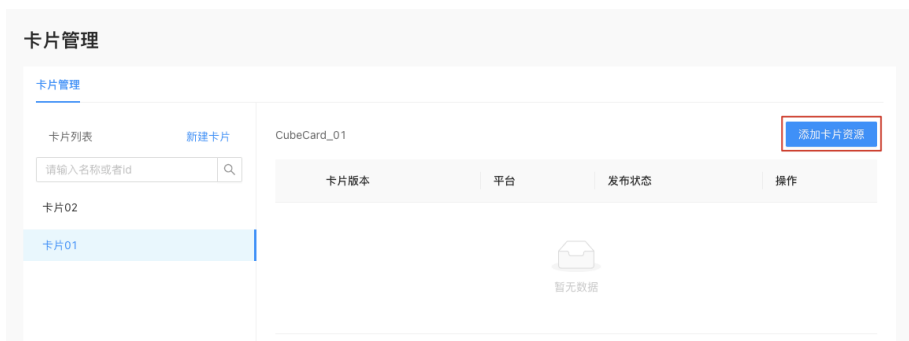 卡片管理
卡片管理
卡片列表
新建卡片
请输入名称或者id
卡片02
卡片01
CubeCard_01
添加卡片资源
卡片版本
平台
发布状态
操作
暂无数据